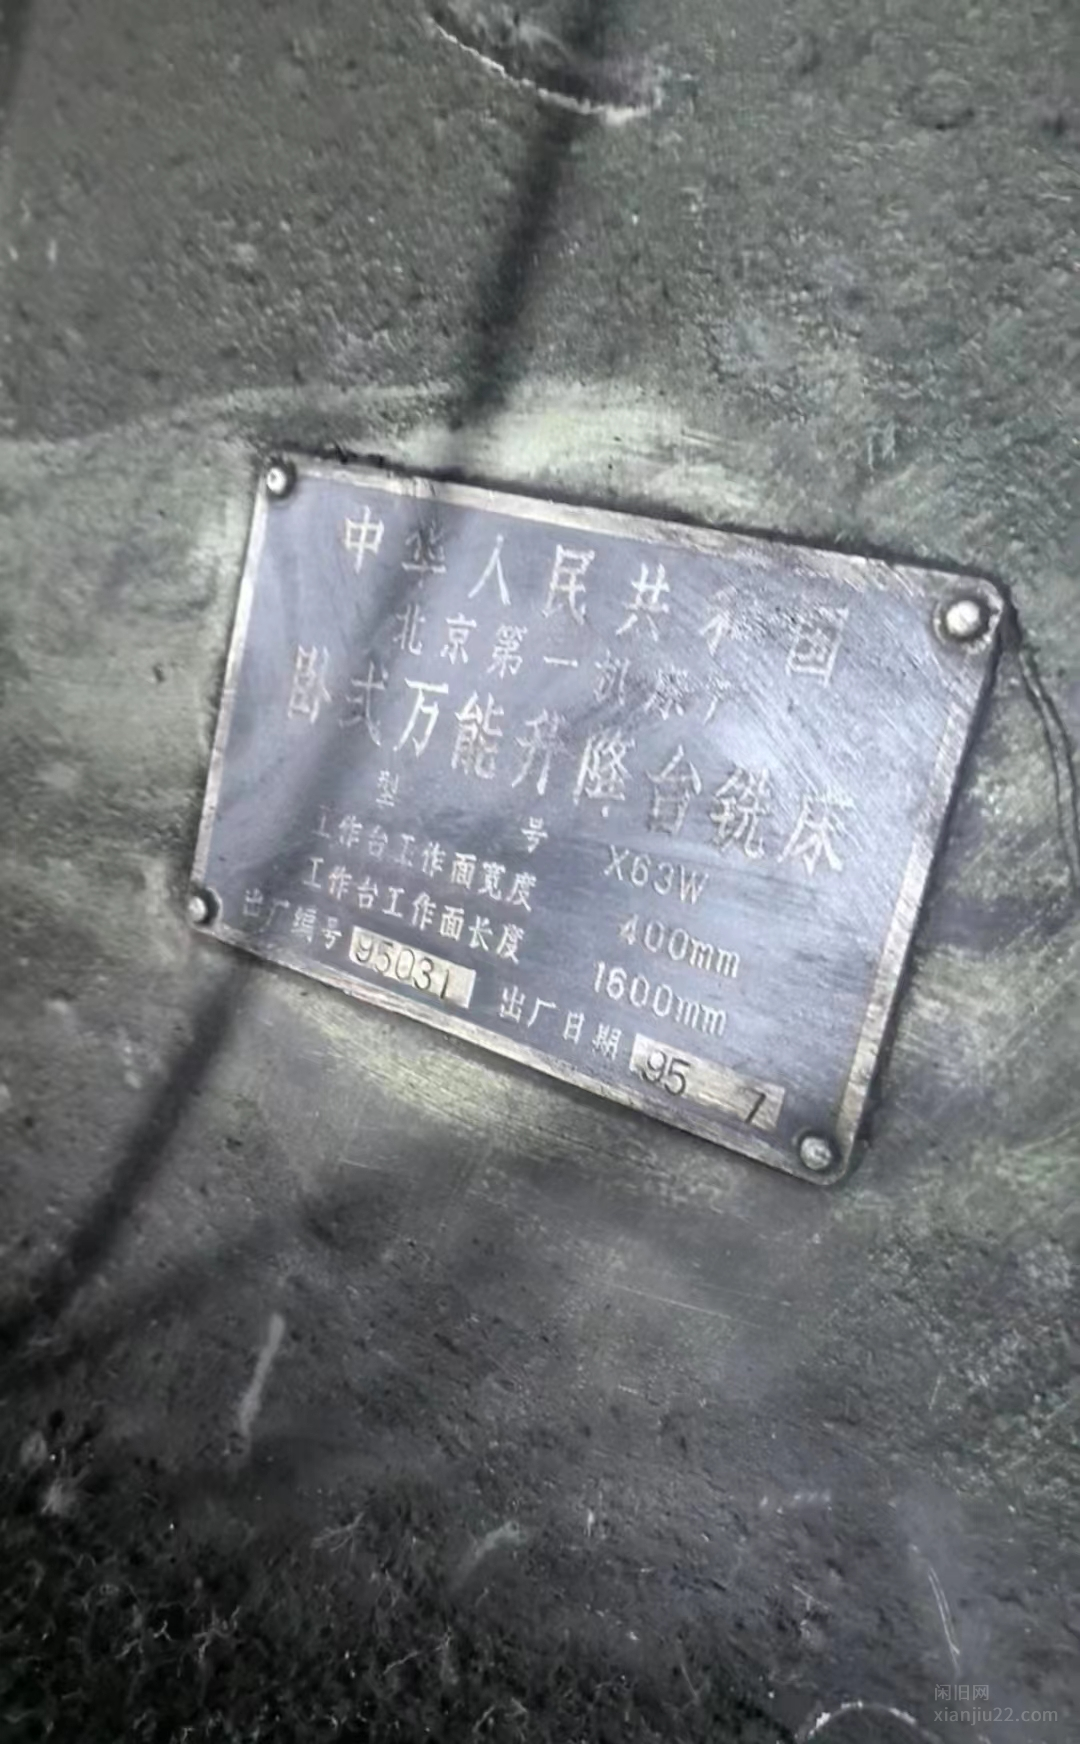 中华人民共和国
北京第一机床厂
卧式万能升降台铣床
型号 X63W
工作台工作面宽度 400mm
工作台工作面长度 1600mm
出厂编号 95031 出厂日期 95 7
闲旧网
xianjiu22.com